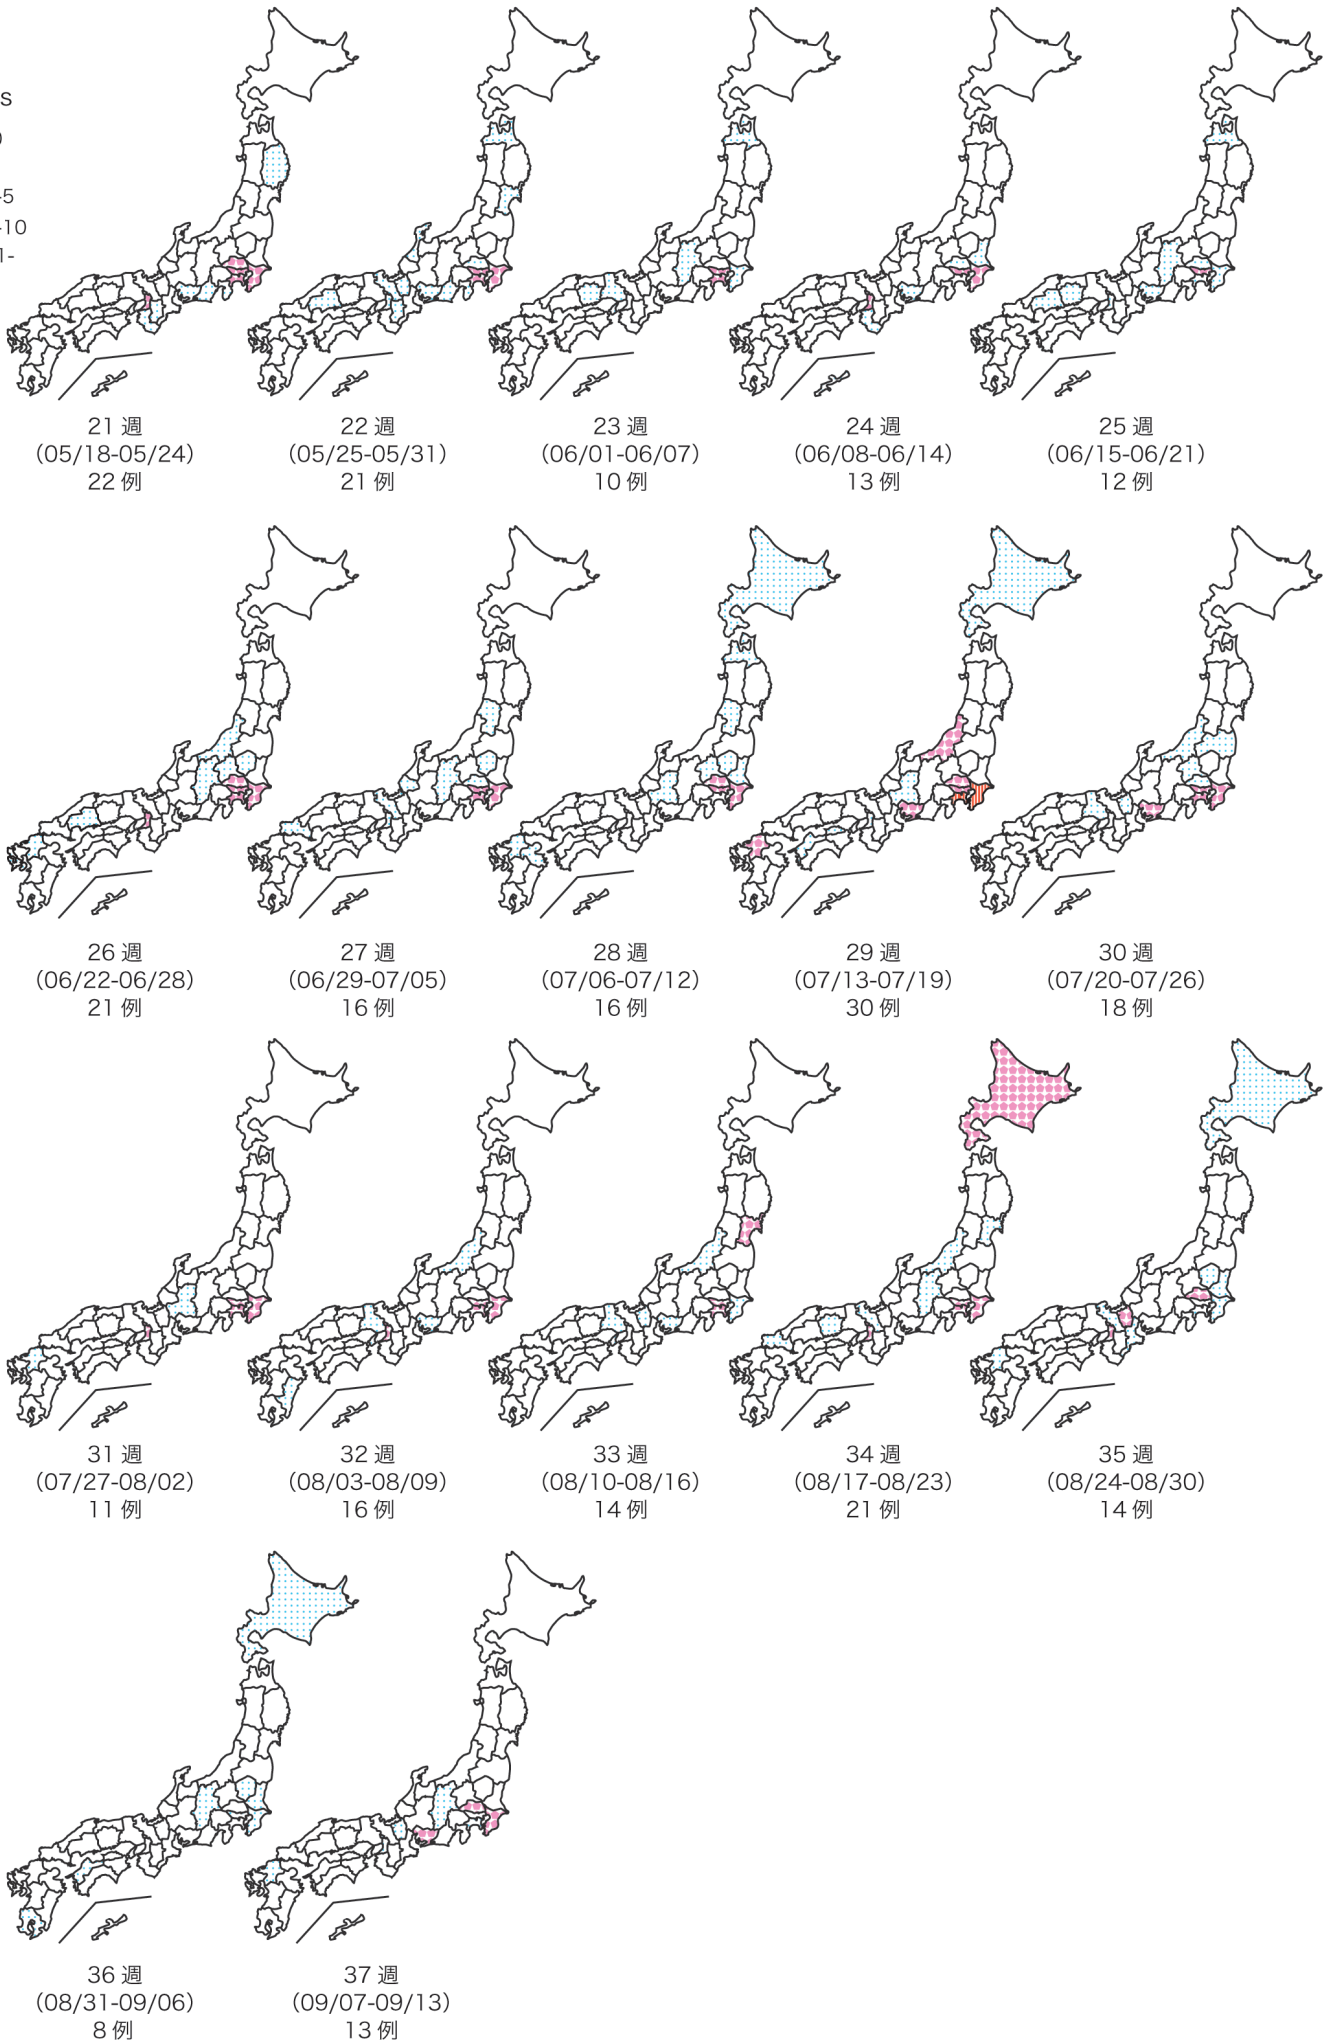 s
0
-5
-10
1-
21 週
（05/18-05/24）
22 例
22 週
（05/25-05/31）
21 例
23 週
（06/01-06/07）
10 例
24 週
（06/08-06/14）
13 例
25 週
（06/15-06/21）
12 例
26 週
（06/22-06/28）
21 例
27 週
（06/29-07/05）
16 例
28 週
（07/06-07/12）
16 例
29 週
（07/13-07/19）
30 例
30 週
（07/20-07/26）
18 例
31 週
（07/27-08/02）
11 例
32 週
（08/03-08/09）
16 例
33 週
（08/10-08/16）
14 例
34 週
（08/17-08/23）
21 例
35 週
（08/24-08/30）
14 例
36 週
（08/31-09/06）
8 例
37 週
（09/07-09/13）
13 例